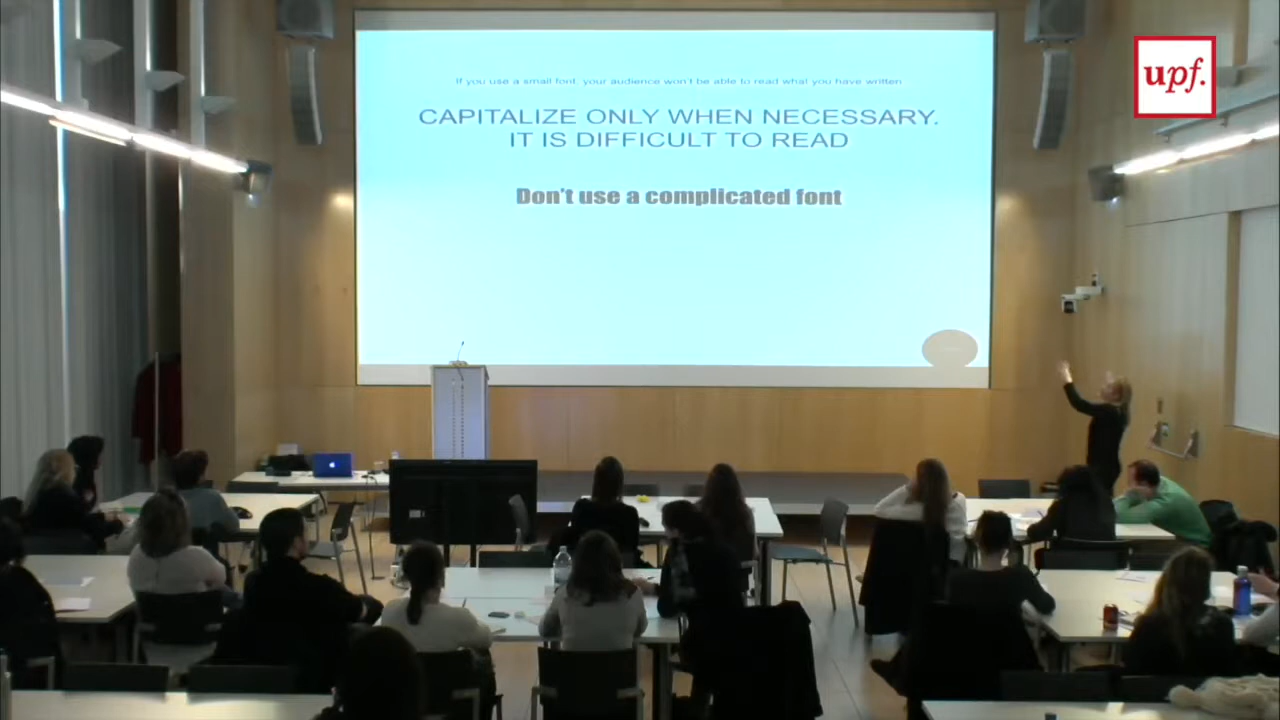 upf.
If you use a small font, your audience won't be able to read what you have written
CAPITALIZE ONLY WHEN NECESSARY.
IT IS DIFFICULT TO READ
Don't use a complicated font